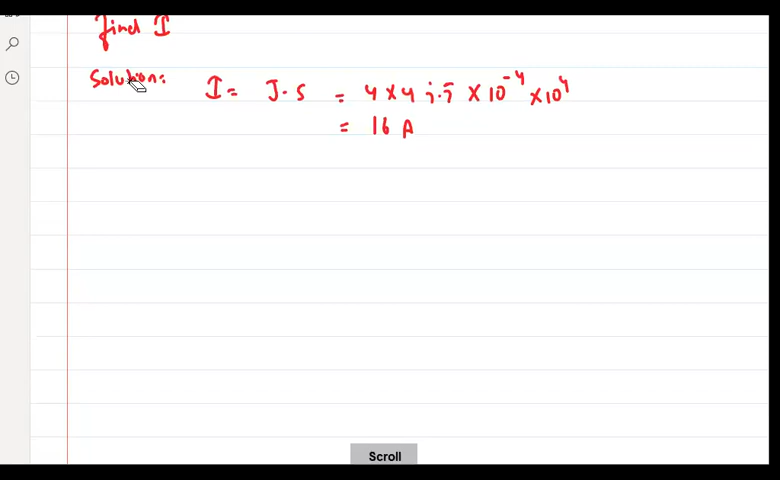 find I
Solution: I = J · S = 4 × 4 j · j × 10⁻⁴ × 10⁴
= 16 A
Scroll